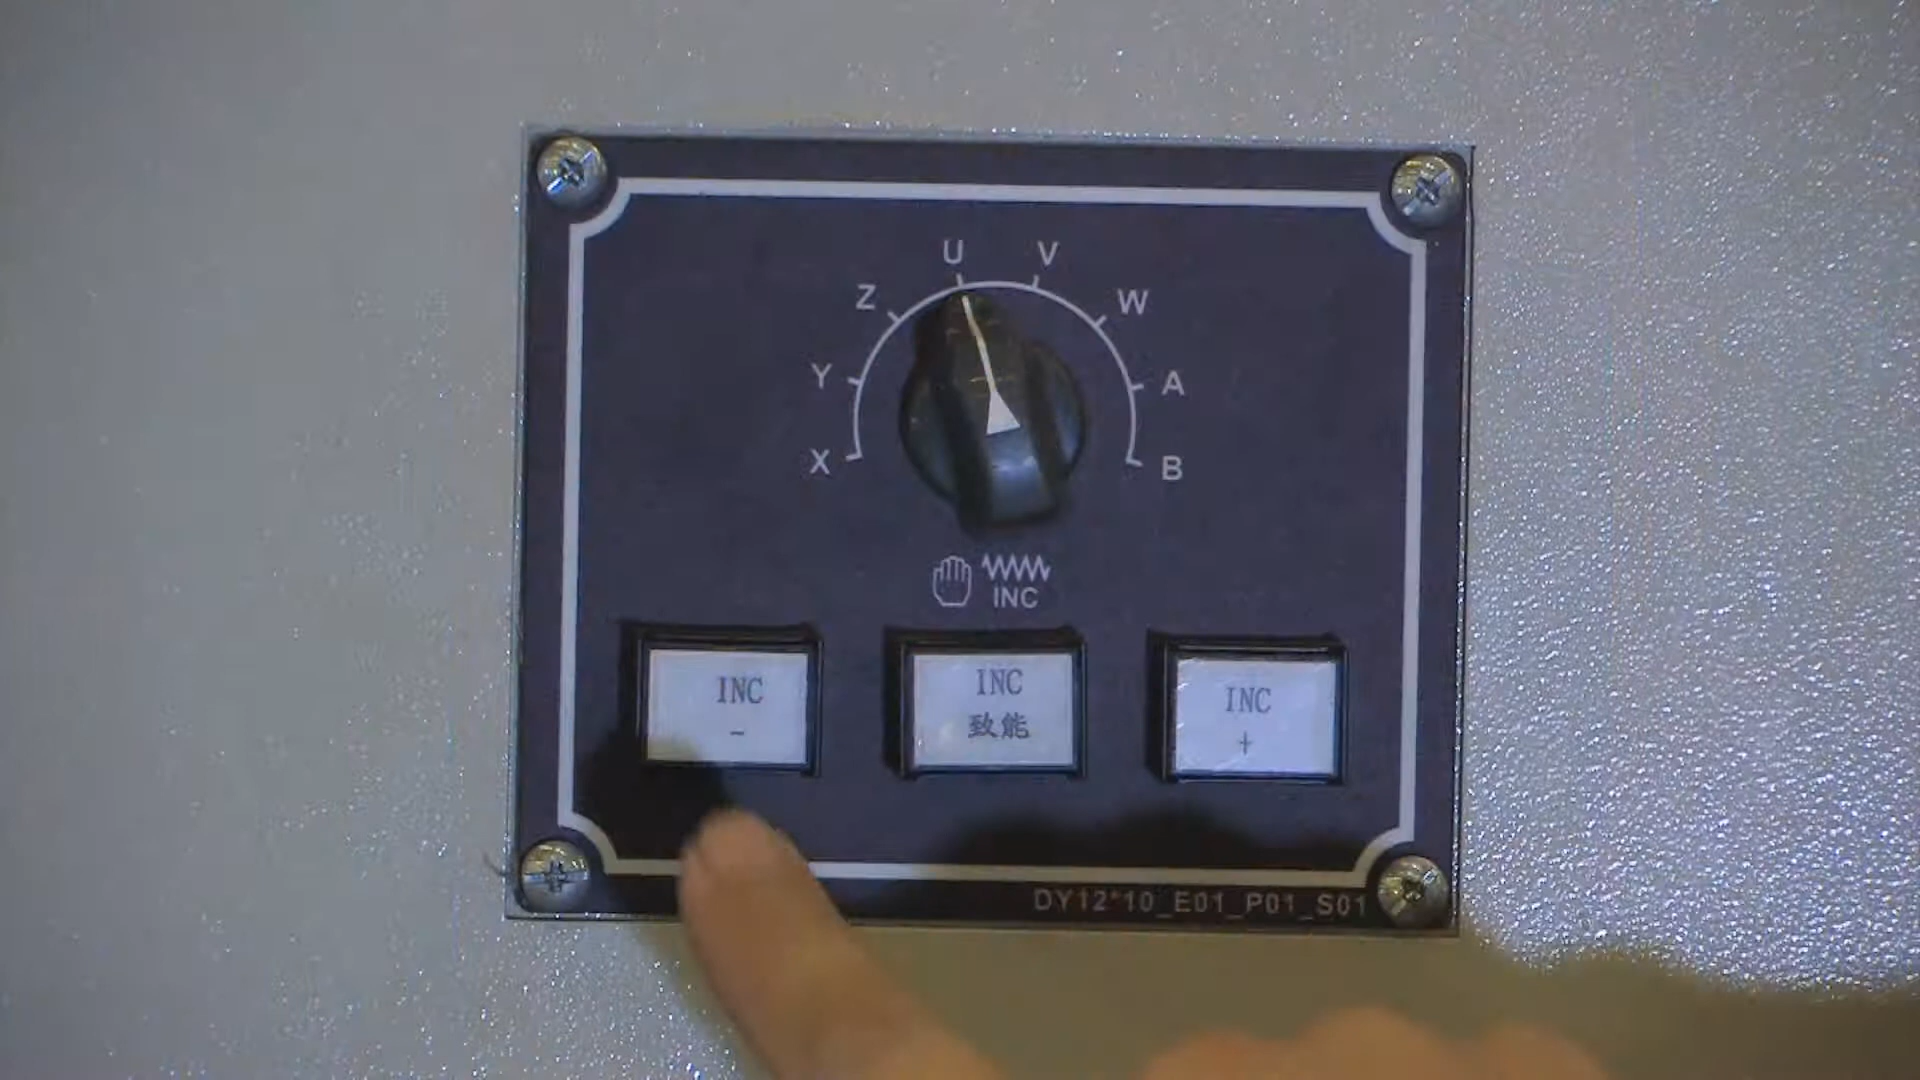 U V
Z W
Y A
X B
INC
INC
-
INC
致能
INC
+
DY12*10_E01_P01_S01